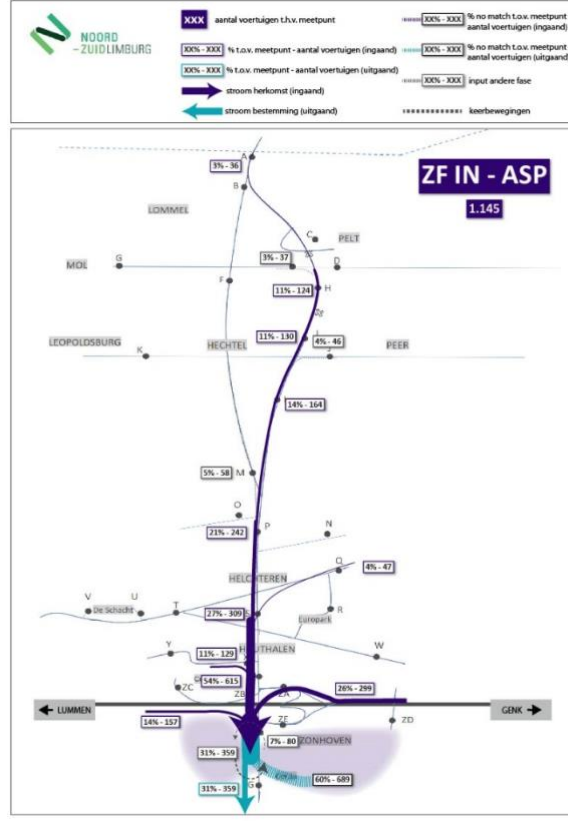 NOORD
-ZUIDLIMBURG
XXX aantal voertuigen t.h.v. meetpunt
XX% - XXX % t.o.v. meetpunt - aantal voertuigen (ingaand)
XX% - XXX % t.o.v. meetpunt - aantal voertuigen (uitgaand)
stroom herkomst (ingaand)
stroom bestemming (uitgaand)
XX% - XXX % no match t.o.v. meetpunt
aantal voertuigen (ingaand)
XX% - XXX % no match t.o.v. meetpunt
aantal voertuigen (uitgaand)
XX% - XXX input andere fase
keerbewegingen
ZF IN - ASP
1.145
A
3% - 36
B
LOMMEL
C
PELT
MOL
G
3% - 37
D
F
11% - 124
H
11% - 130
4% - 46
LEOPOLDSBURG
K
HECHTEL
PEER
14% - 164
5% - 58
M
O
21% - 242
P
N
Q
4% - 47
HELCHTEREN
V
U
De Schacht
T
27% - 309
R
Europark
Y
11% - 129
HOUTHALEN
W
ZC
54% - 615
ZB
ZA
26% - 299
LUMMEN
GENK
14% - 157
ZE
ZD
7% - 80
ZONHOVEN
31% - 359
60% - 689
31% - 359
G